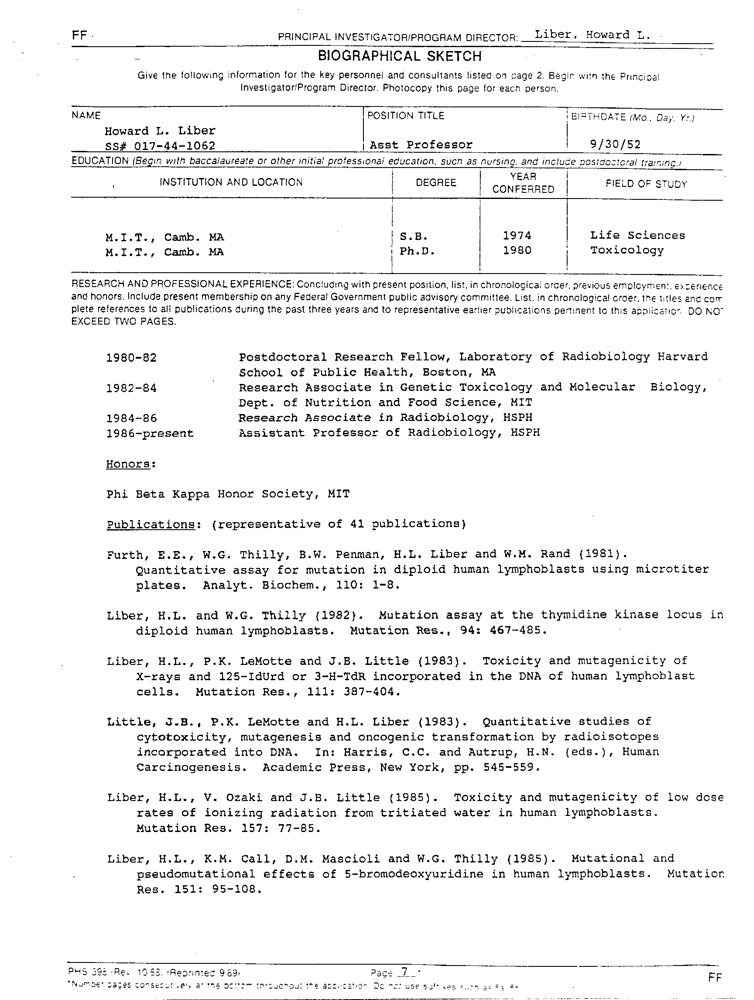 FF
PRINCIPAL INVESTIGATOR/PROGRAM DIRECTOR: Liber, Howard L.
BIOGRAPHICAL SKETCH
Give the following information for the key personnel and consultants listed on page 2. Begin with the Principal
Investigator/Program Director. Photocopy this page for each person.
NAME POSITION TITLE BIRTHDATE (Mo., Day, Yr.)
Howard L. Liber
SS# 017-44-1062 Asst Professor 9/30/52
EDUCATION (Begin with baccalaureate or other initial professional education, such as nursing, and include postdoctoral training.)
INSTITUTION AND LOCATION DEGREE YEAR CONFERRED FIELD OF STUDY
M.I.T., Camb. MA S.B. 1974 Life Sciences
M.I.T., Camb. MA Ph.D. 1980 Toxicology
RESEARCH AND PROFESSIONAL EXPERIENCE: Concluding with present position, list, in chronological order, previous employment, experience
and honors. Include present membership on any Federal Government public advisory committee. List, in chronological order, the titles and com
plete references to all publications during the past three years and to representative earlier publications pertinent to this application. DO NOT
EXCEED TWO PAGES.
1980-82 Postdoctoral Research Fellow, Laboratory of Radiobiology Harvard
School of Public Health, Boston, MA
1982-84 Research Associate in Genetic Toxicology and Molecular Biology,
Dept. of Nutrition and Food Science, MIT
1984-86 Research Associate in Radiobiology, HSPH
1986-present Assistant Professor of Radiobiology, HSPH
Honors:
Phi Beta Kappa Honor Society, MIT
Publications: (representative of 41 publications)
Furth, E.E., W.G. Thilly, B.W. Penman, H.L. Liber and W.M. Rand (1981).
Quantitative assay for mutation in diploid human lymphoblasts using microtiter
plates. Analyt. Biochem., 110: 1-8.
Liber, H.L. and W.G. Thilly (1982). Mutation assay at the thymidine kinase locus in
diploid human lymphoblasts. Mutation Res., 94: 467-485.
Liber, H.L., P.K. LeMotte and J.B. Little (1983). Toxicity and mutagenicity of
X-rays and 125-IdUrd or 3-H-TdR incorporated in the DNA of human lymphoblast
cells. Mutation Res., 111: 387-404.
Little, J.B., P.K. LeMotte and H.L. Liber (1983). Quantitative studies of
cytotoxicity, mutagenesis and oncogenic transformation by radioisotopes
incorporated into DNA. In: Harris, C.C. and Autrup, H.N. (eds.), Human
Carcinogenesis. Academic Press, New York, pp. 545-559.
Liber, H.L., V. Ozaki and J.B. Little (1985). Toxicity and mutagenicity of low dose
rates of ionizing radiation from tritiated water in human lymphoblasts.
Mutation Res. 157: 77-85.
Liber, H.L., K.M. Call, D.M. Mascioli and W.G. Thilly (1985). Mutational and
pseudomutational effects of 5-bromodeoxyuridine in human lymphoblasts. Mutation
Res. 151: 95-108.
PHS 398 (Rev. 10/88) (Reprinted 9/89) Page 7 *
*Number pages consecutively at the bottom throughout the application. Do not use suffixes such as
FF